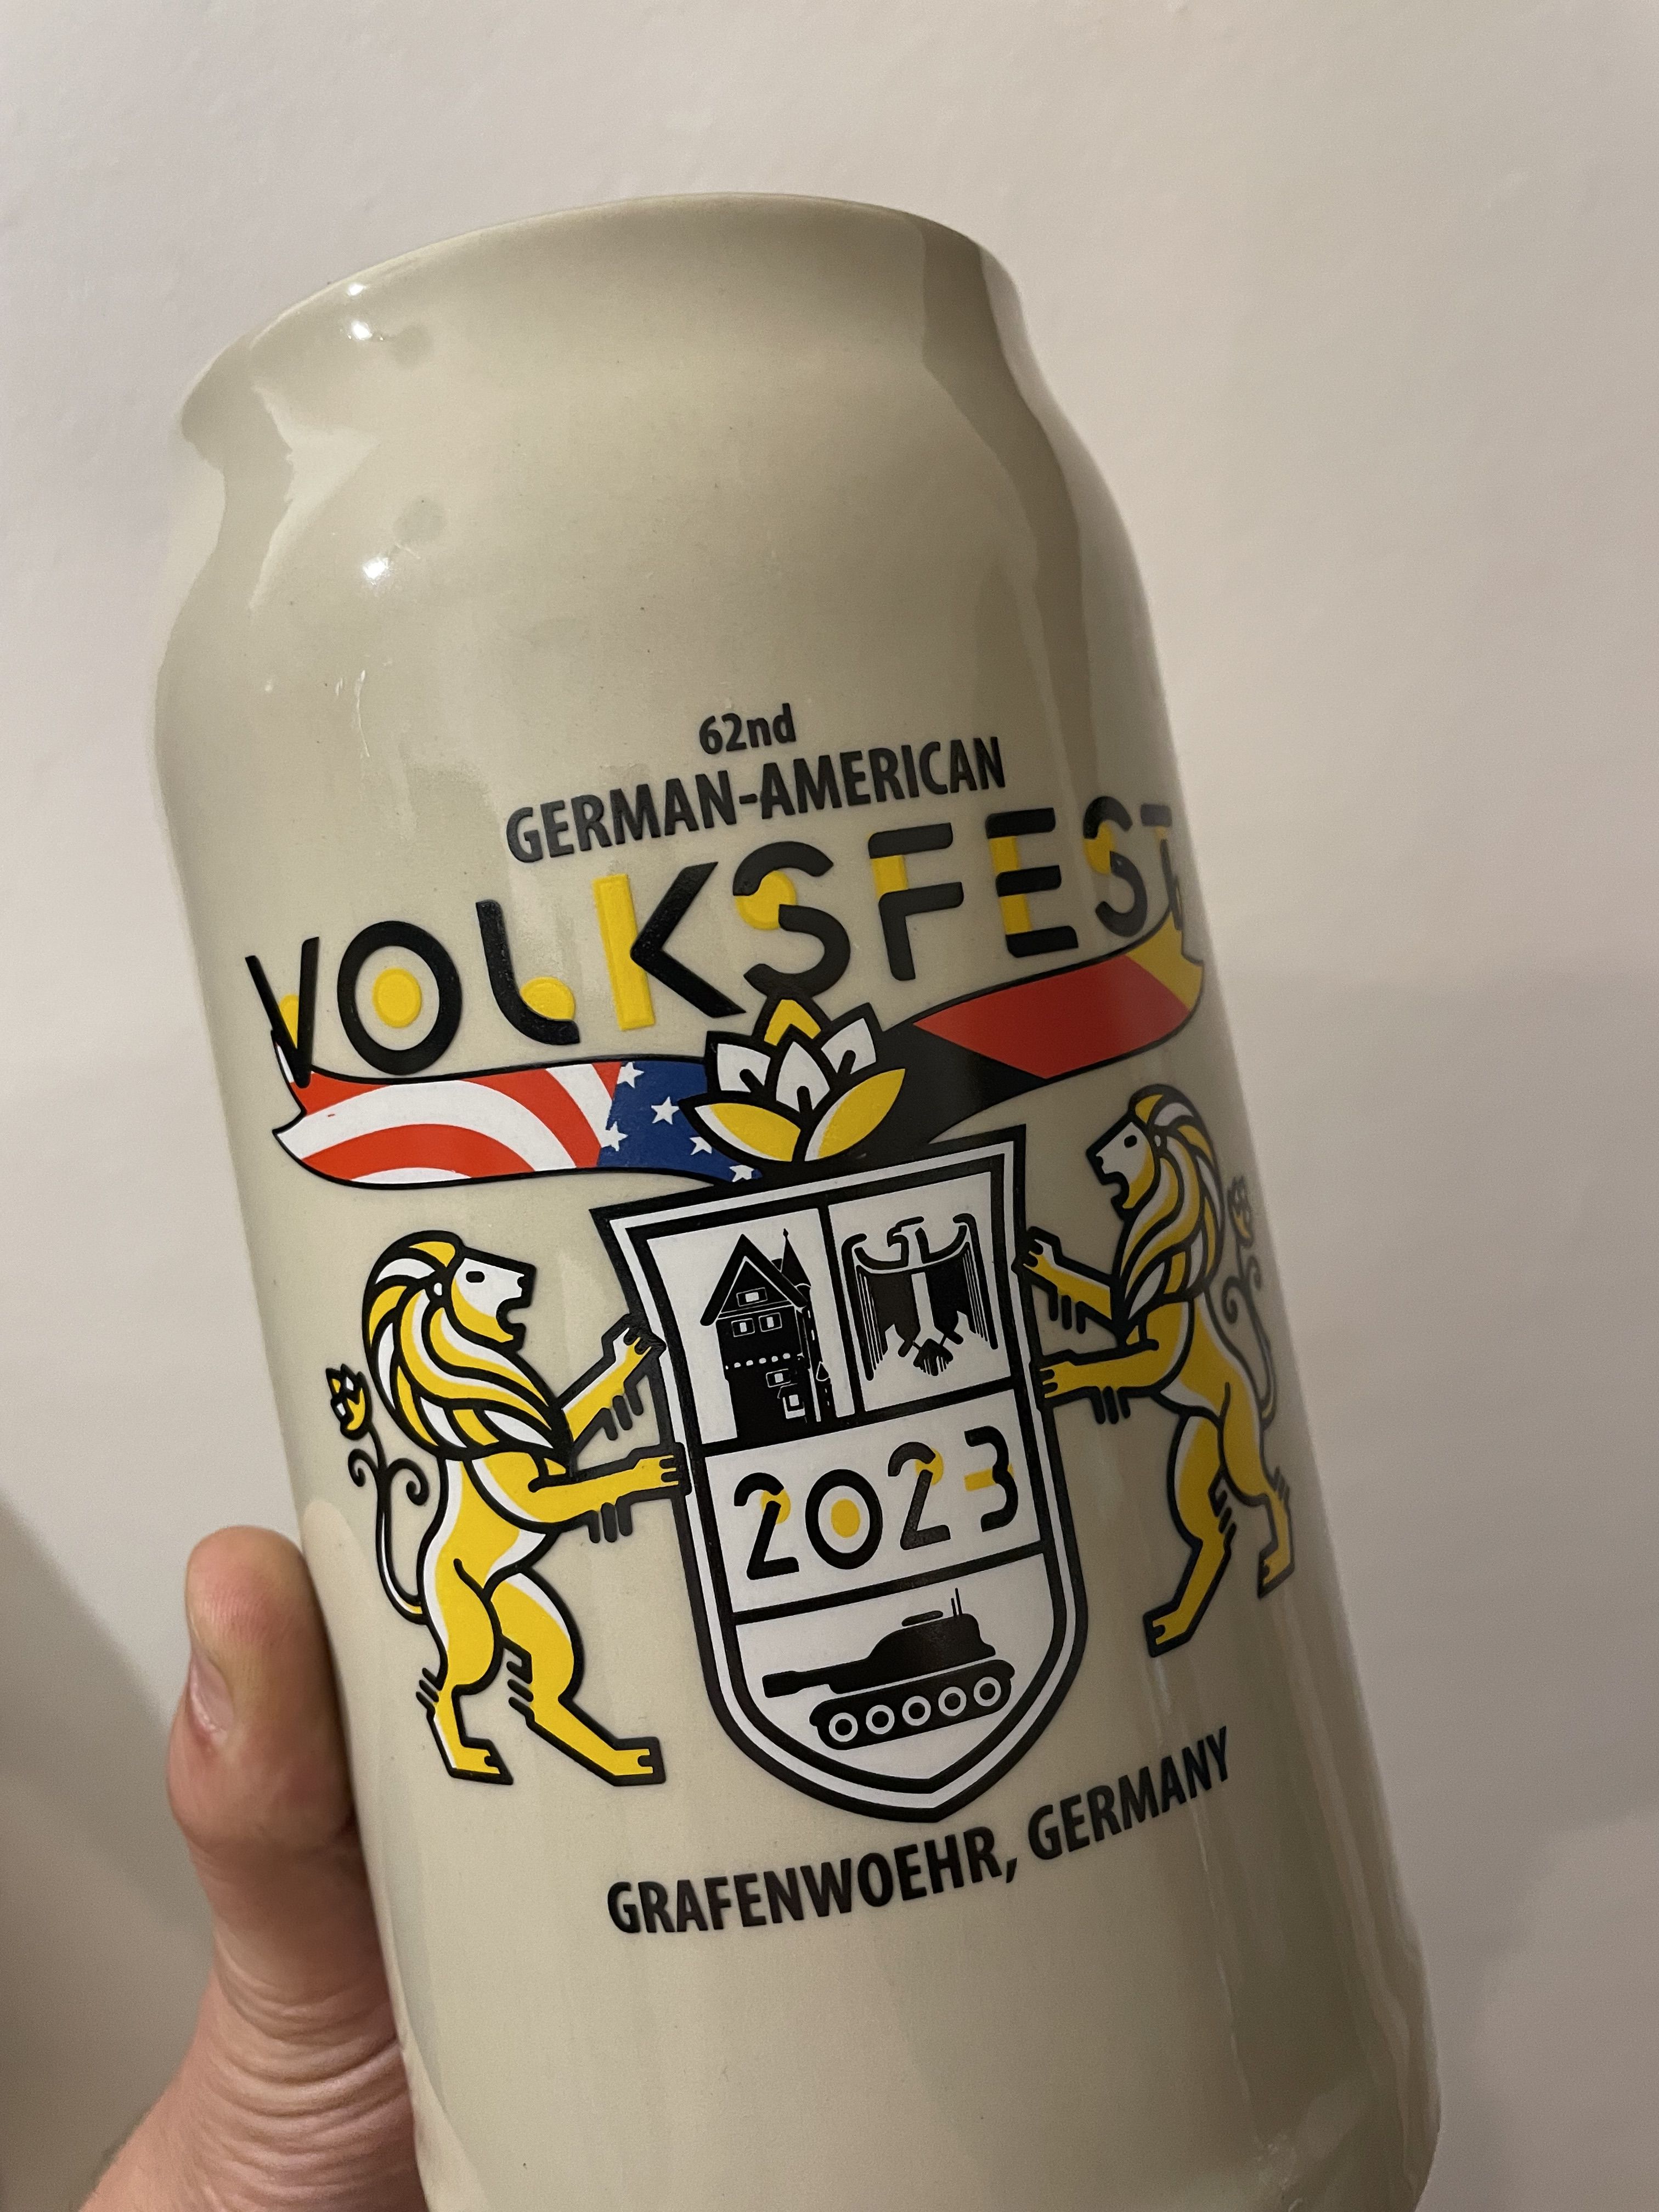 62nd
GERMAN-AMERICAN
VOLKSFEST
2023
GRAFENWOEHR, GERMANY